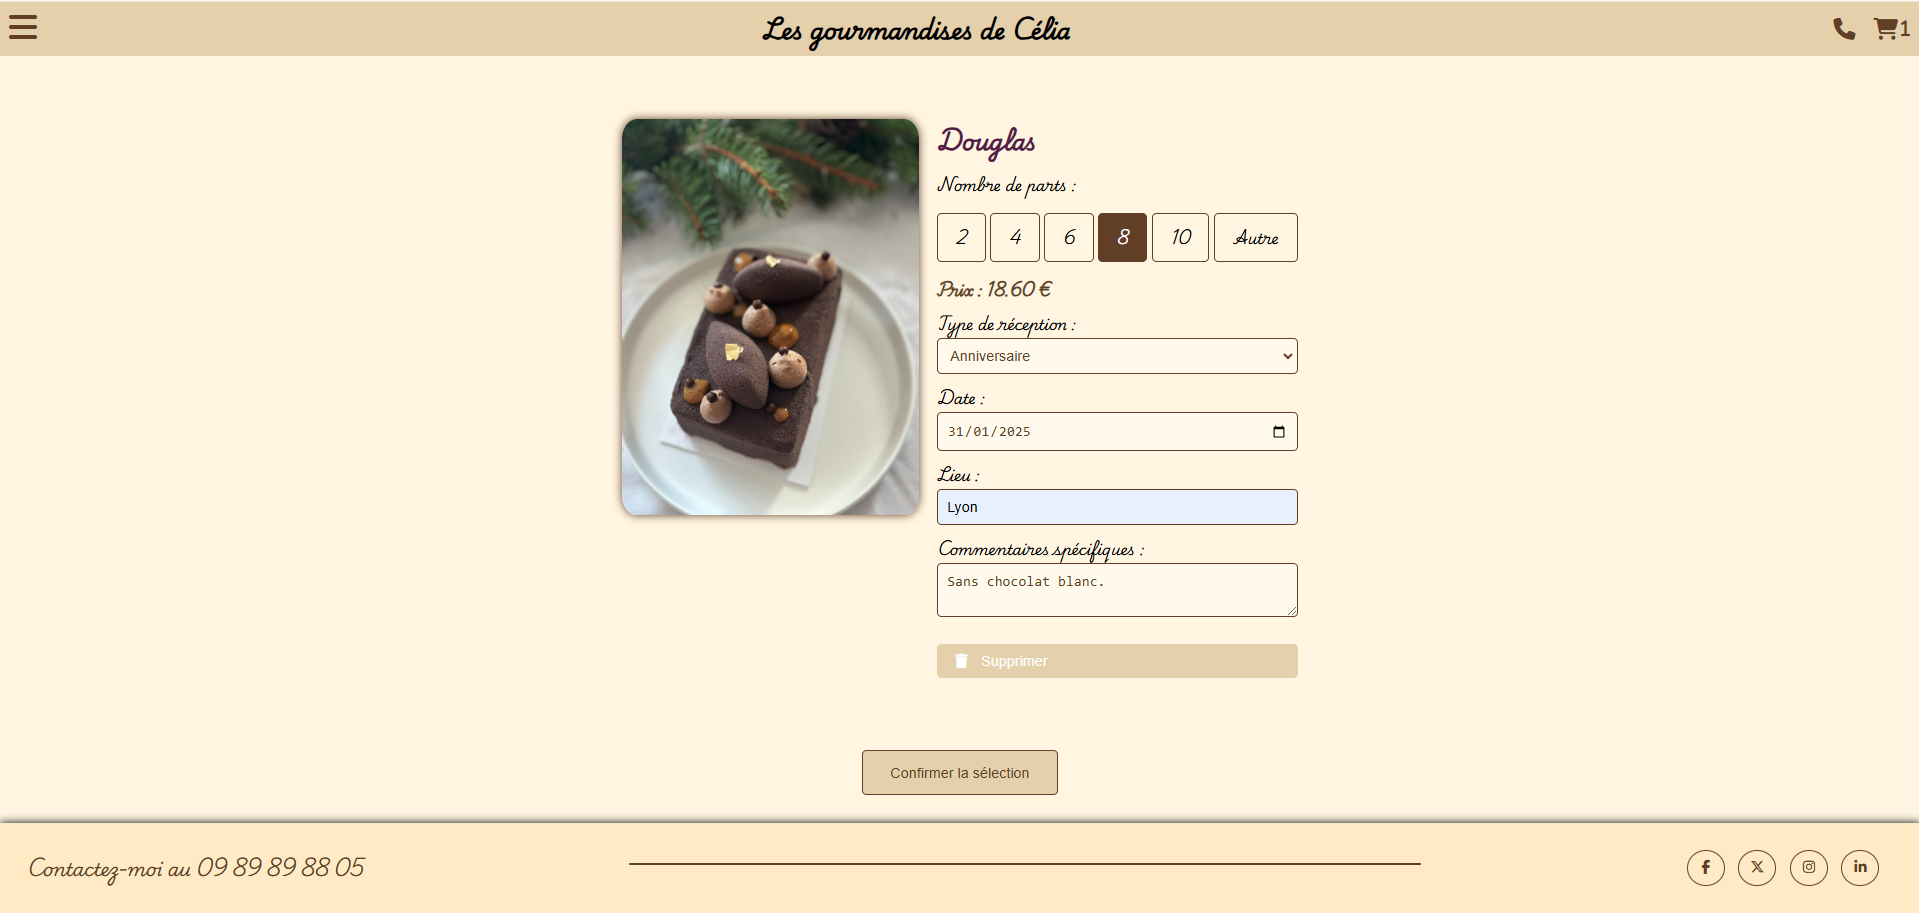 Les gourmandises de Célia
1
Douglas
Nombre de parts :
2 4 6 8 10 Autre
Prix : 18.60 €
Type de réception :
Anniversaire
Date :
31/01/2025
Lieu :
Lyon
Commentaires spécifiques :
Sans chocolat blanc.
Supprimer
Confirmer la sélection
Contactez-moi au 09 89 89 88 05